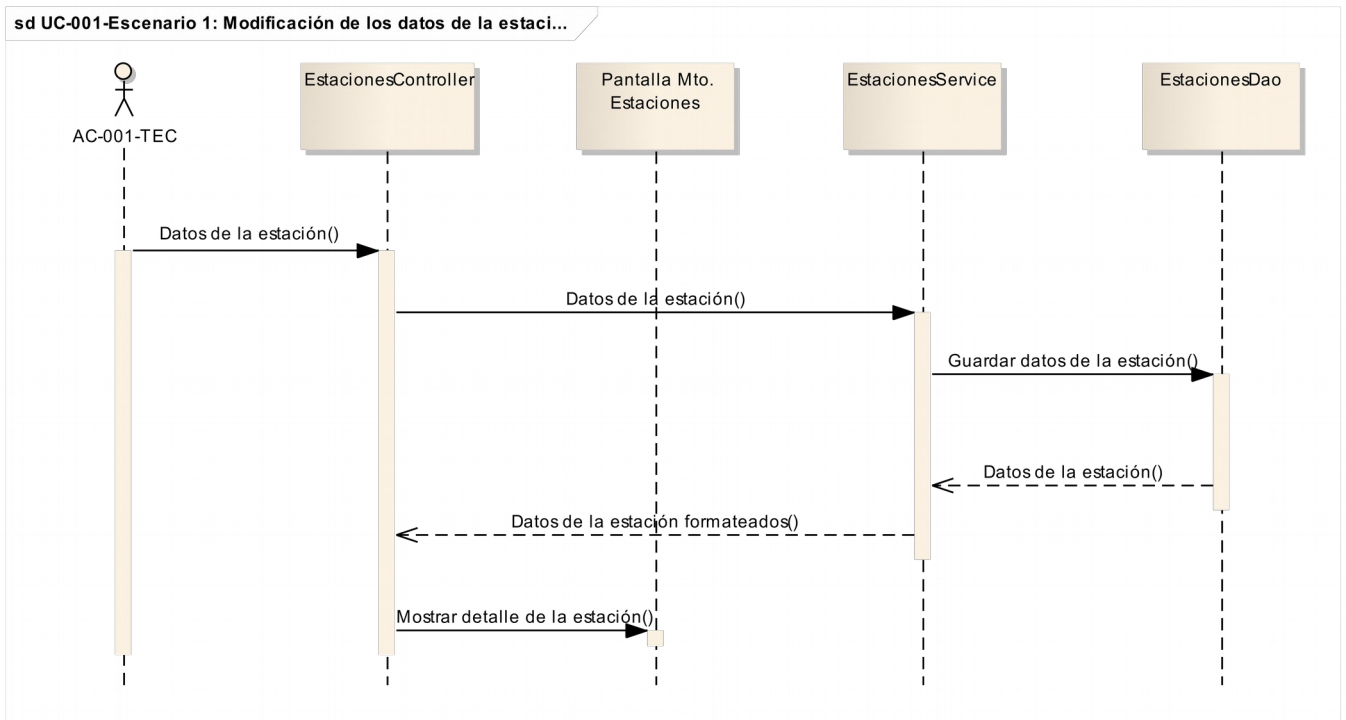 sd UC-001-Escenario 1: Modificación de los datos de la estaci...
AC-001-TEC
EstacionesController
Pantalla Mto.
Estaciones
EstacionesService
EstacionesDao
Datos de la estación()
Datos de la estación()
Guardar datos de la estación()
Datos de la estación()
Datos de la estación formateados()
Mostrar detalle de la estación()